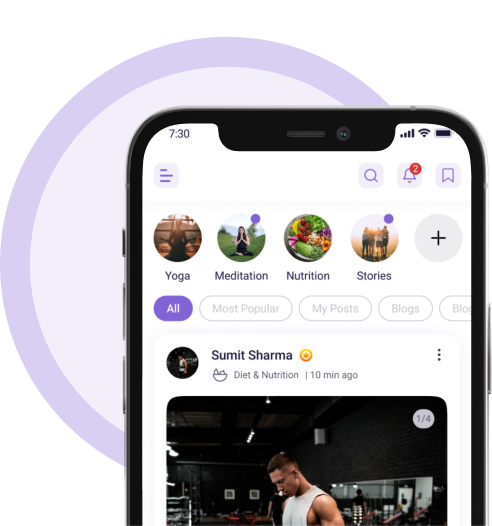 7:30
2
Yoga Meditation Nutrition Stories
All Most Popular My Posts Blogs Bloc
Sumit Sharma
Diet & Nutrition | 10 min ago
1/4